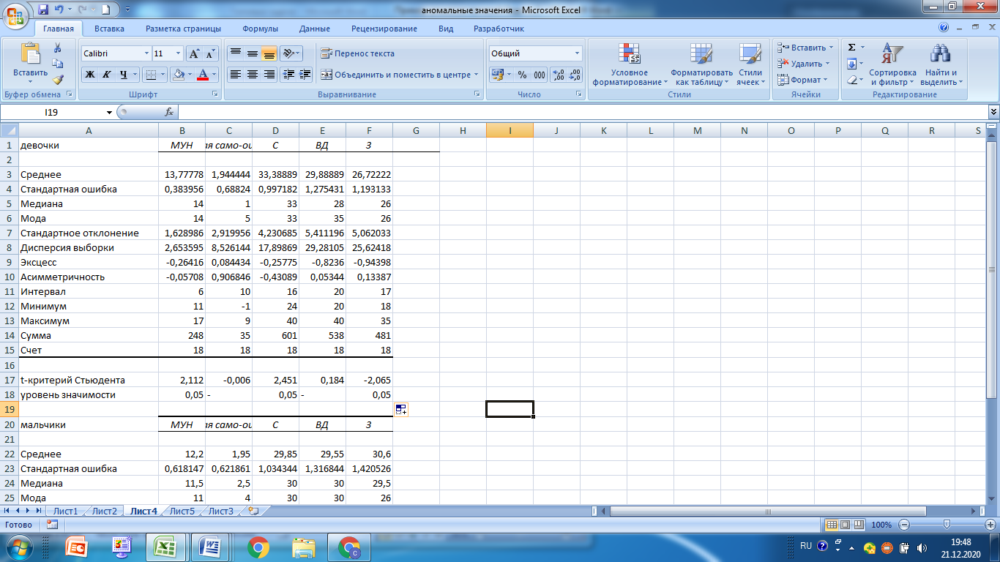 аномальные значения - Microsoft Excel
Главная Вставка Разметка страницы Формулы Данные Рецензирование Вид Разработчик
Вставить
Calibri 11
Ж К Ч А
Перенос текста
Объединить и поместить в центре
Общий
% 000
Условное форматирование
Форматировать как таблицу
Стили ячеек
Вставить
Удалить
Формат
Σ
Сортировка и фильтр
Найти и выделить
Буфер обмена Шрифт Выравнивание Число Стили Ячейки Редактирование
I19 fx
A B C D E F G H I J K L M N O P Q R S
1 девочки МУН ая само-оц С ВД З
2
3 Среднее 13,77778 1,944444 33,38889 29,88889 26,72222
4 Стандартная ошибка 0,383956 0,68824 0,997182 1,275431 1,193133
5 Медиана 14 1 33 28 26
6 Мода 14 5 33 35 26
7 Стандартное отклонение 1,628986 2,919956 4,230685 5,411196 5,062033
8 Дисперсия выборки 2,653595 8,526144 17,89869 29,28105 25,62418
9 Эксцесс -0,26416 0,084434 -0,25775 -0,8236 -0,94398
10 Асимметричность -0,05708 0,906846 -0,43089 0,05344 0,13387
11 Интервал 6 10 16 20 17
12 Минимум 11 -1 24 20 18
13 Максимум 17 9 40 40 35
14 Сумма 248 35 601 538 481
15 Счет 18 18 18 18 18
16
17 t-критерий Стьюдента 2,112 -0,006 2,451 0,184 -2,065
18 уровень значимости 0,05 - 0,05 - 0,05
19
20 мальчики МУН ая само-оц С ВД З
21
22 Среднее 12,2 1,95 29,85 29,55 30,6
23 Стандартная ошибка 0,618147 0,621861 1,034344 1,316844 1,420526
24 Медиана 11,5 2,5 30 30 29,5
25 Мода 11 4 30 30 26
Лист1 Лист2 Лист4 Лист5 Лист3
Готово 100%
RU 19:48
21.12.2020